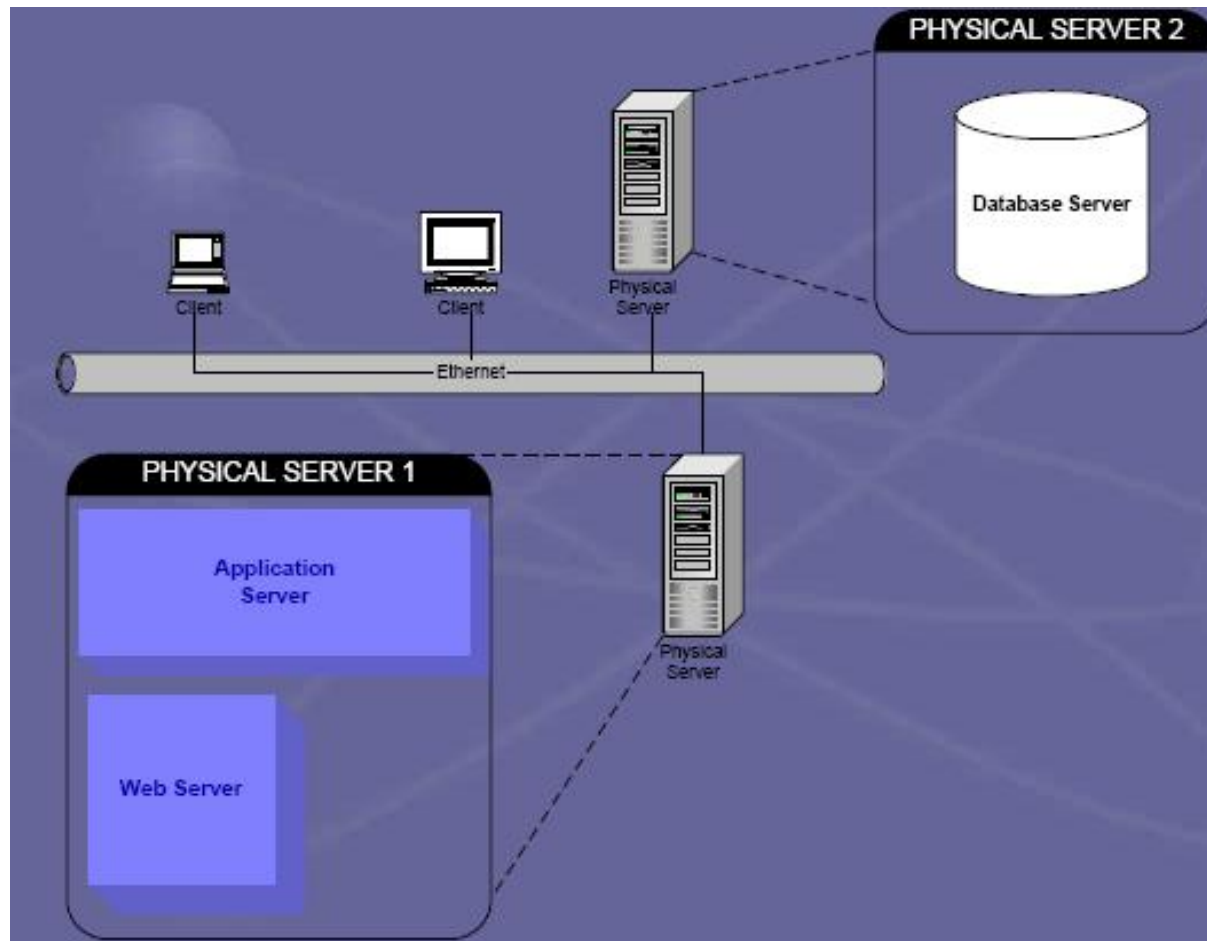 PHYSICAL SERVER 2
Database Server
Client
Client
Physical
Server
Ethernet
PHYSICAL SERVER 1
Application
Server
Web Server
Physical
Server